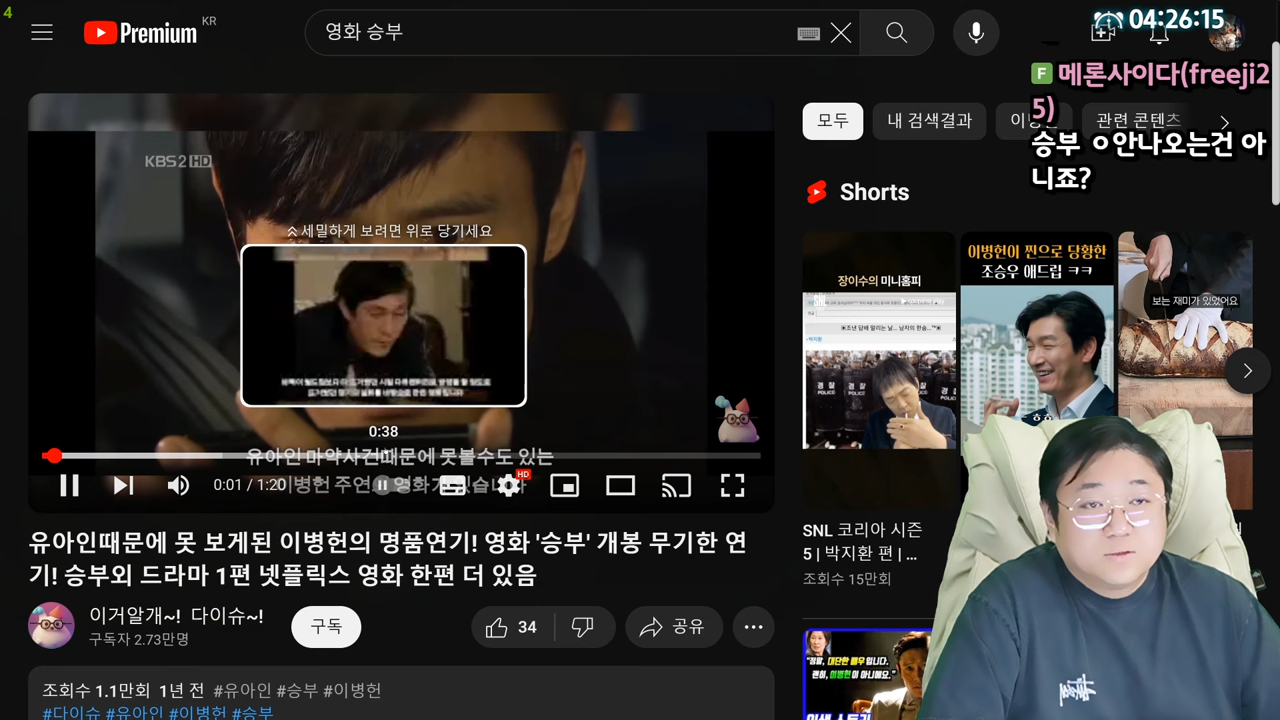 4
Premium KR
영화 승부
04:26:15
F 메론사이다(freeji2
5)
승부 ㅇ안나오는건 아
니죠?
모두
내 검색결과
관련 콘텐츠
KBS2 HD
세밀하게 보려면 위로 당기세요
0:38
유아인 마약사건때문에 못볼수도 있는
0:01 / 1:20
HD
유아인때문에 못 보게된 이병헌의 명품연기! 영화 '승부' 개봉 무기한 연
기! 승부외 드라마 1편 넷플릭스 영화 한편 더 있음
이거알개~! 다이슈~!
구독자 2.73만명
구독
34
공유
조회수 1.1만회 1년 전 #유아인 #승부 #이병헌
#다이슈 #유아인 #이병헌 #승부
Shorts
장이수의 미니홈피
이병헌이 찐으로 당황한
조승우 애드립 ㅋㅋ
보는 재미가 있었어요
SNL 코리아 시즌
5 | 박지환 편 | ...
조회수 15만회